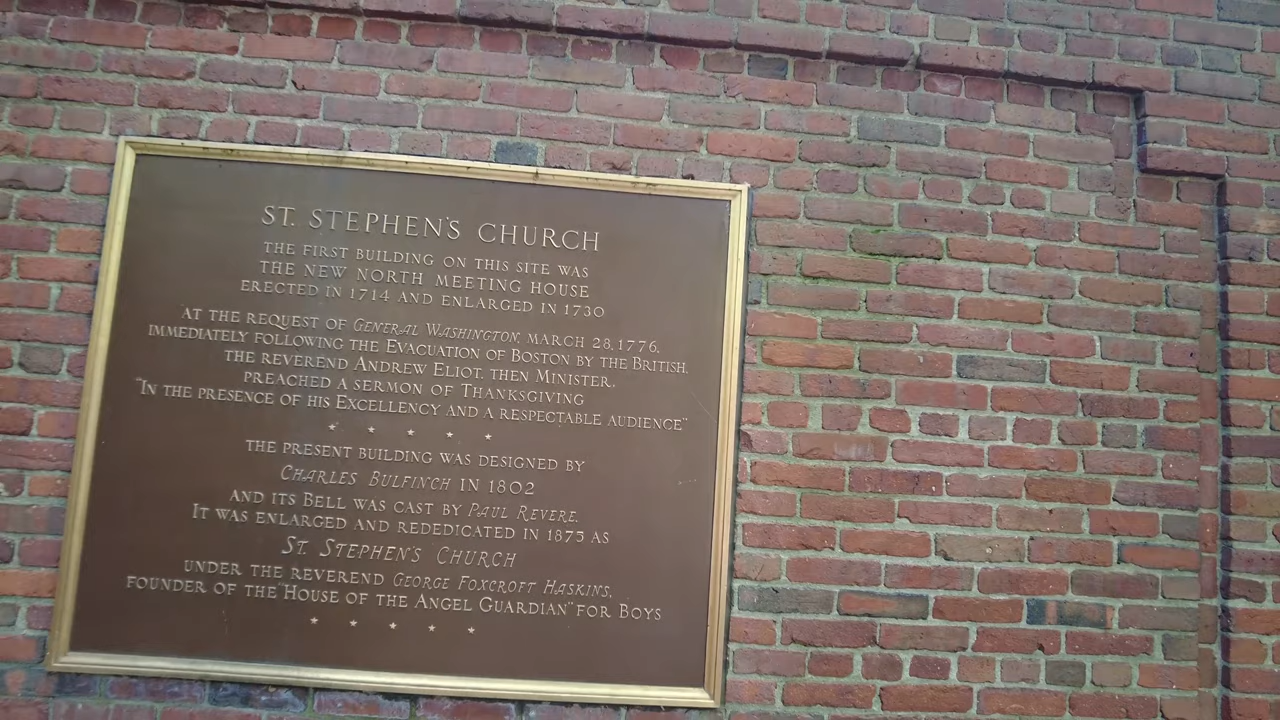 ST. STEPHEN'S CHURCH
THE FIRST BUILDING ON THIS SITE WAS
THE NEW NORTH MEETING HOUSE
ERECTED IN 1714 AND ENLARGED IN 1730
AT THE REQUEST OF GENERAL WASHINGTON, MARCH 28, 1776,
IMMEDIATELY FOLLOWING THE EVACUATION OF BOSTON BY THE BRITISH,
THE REVEREND ANDREW ELIOT, THEN MINISTER,
PREACHED A SERMON OF THANKSGIVING
"IN THE PRESENCE OF HIS EXCELLENCY AND A RESPECTABLE AUDIENCE"
★ ★ ★ ★ ★
THE PRESENT BUILDING WAS DESIGNED BY
CHARLES BULFINCH IN 1802
AND ITS BELL WAS CAST BY PAUL REVERE.
IT WAS ENLARGED AND REDEDICATED IN 1875 AS
ST. STEPHEN'S CHURCH
UNDER THE REVEREND GEORGE FOXCROFT HASKINS,
FOUNDER OF THE "HOUSE OF THE ANGEL GUARDIAN" FOR BOYS
★ ★ ★ ★ ★